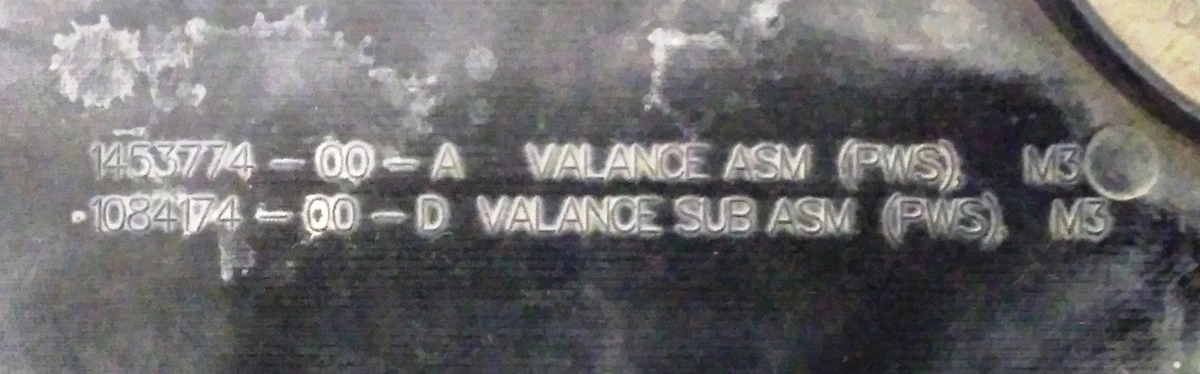 1453774-00-A VALANCE ASM (PWS), M3
1084174-00-D VALANCE SUB ASM (PWS), M3